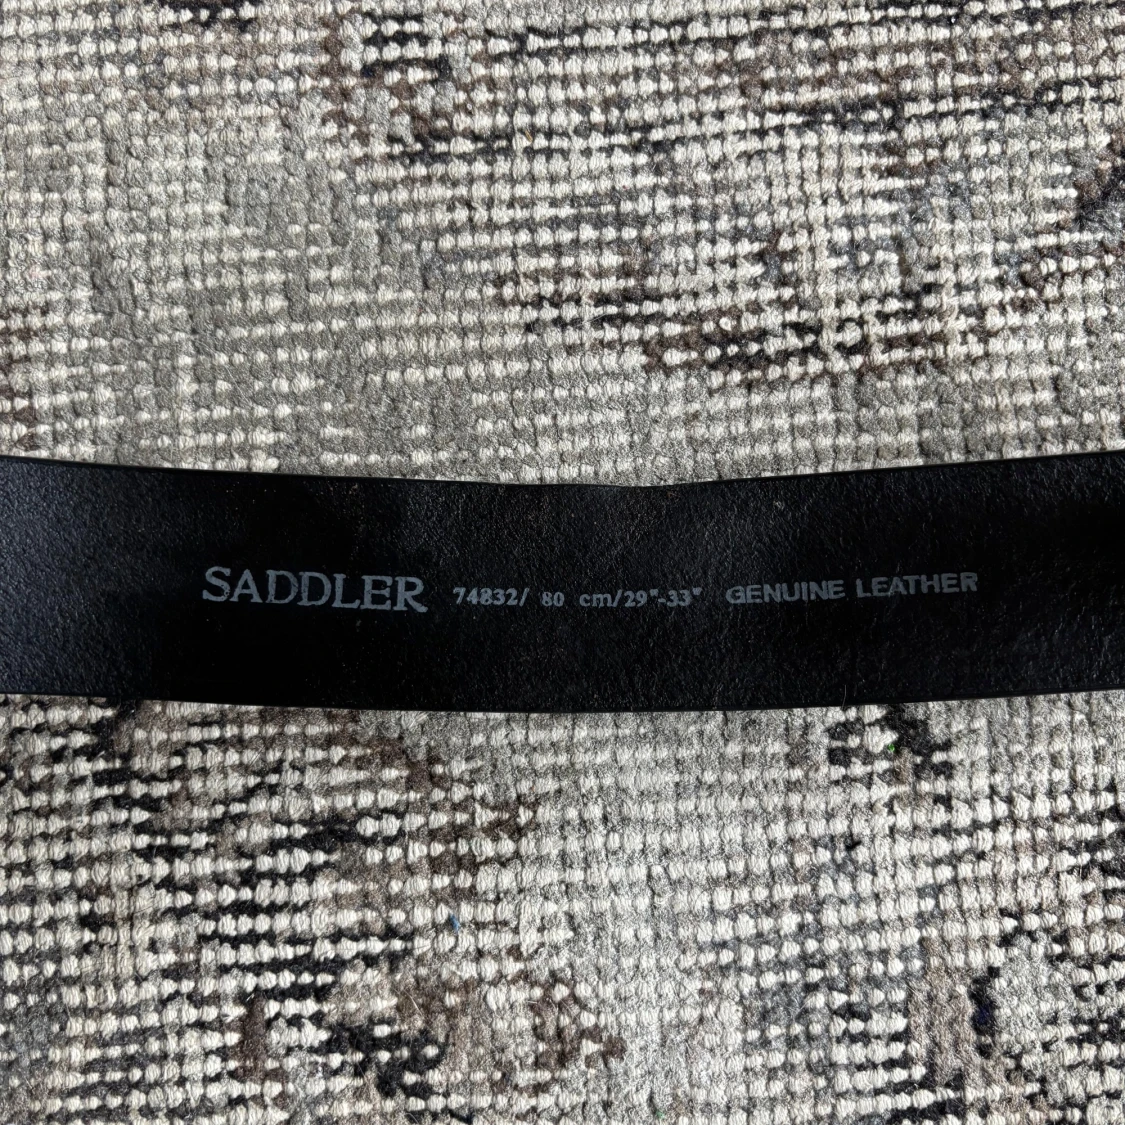 SADDLER 74832/ 80 cm/29"-33" GENUINE LEATHER